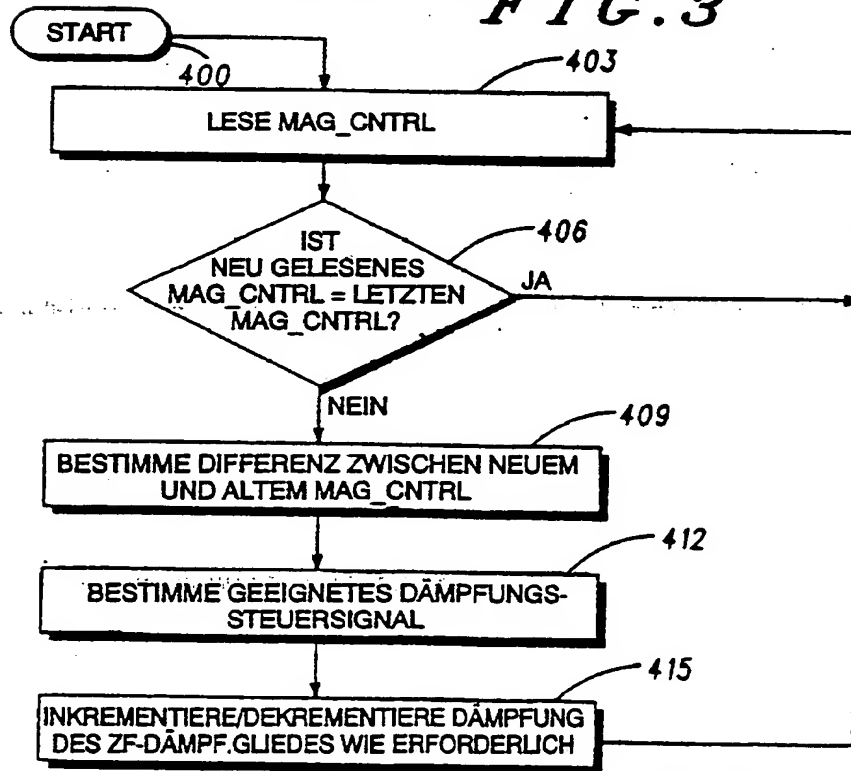 FIG.3
START
400
403
LESE MAG_CNTRL
406
IST
NEU GELESENES
MAG_CNTRL = LETZTEN
MAG_CNTRL?
JA
NEIN
409
BESTIMME DIFFERENZ ZWISCHEN NEUEM
UND ALTEM MAG_CNTRL
412
BESTIMME GEEIGNETES DÄMPFUNGS-
STEUERSIGNAL
415
INKREMENTIERE/DEKREMENTIERE DÄMPFUNG
DES ZF-DÄMPF.GLIEDES WIE ERFORDERLICH